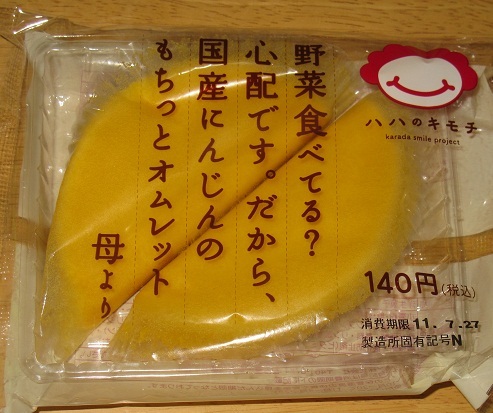 野菜食べてる?
心配です。だから、
国産にんじんの
もちっとオムレット
母より
ハハのキモチ
karada smile project
140円(税込)
消費期限 11.7.27
製造所固有記号N